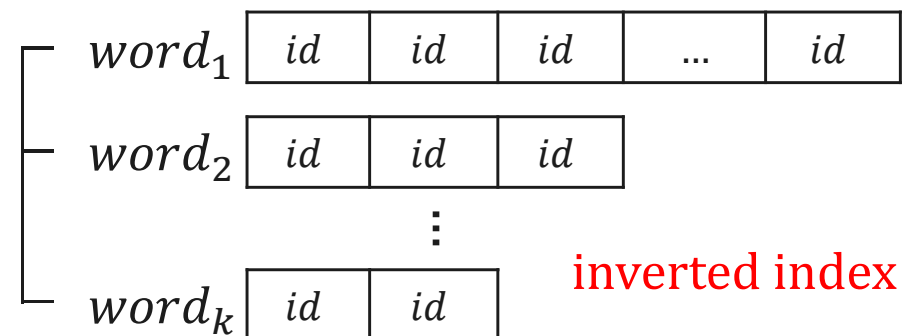 word₁ id id id ... id
word₂ id id id
⋮
inverted index
wordₖ id id